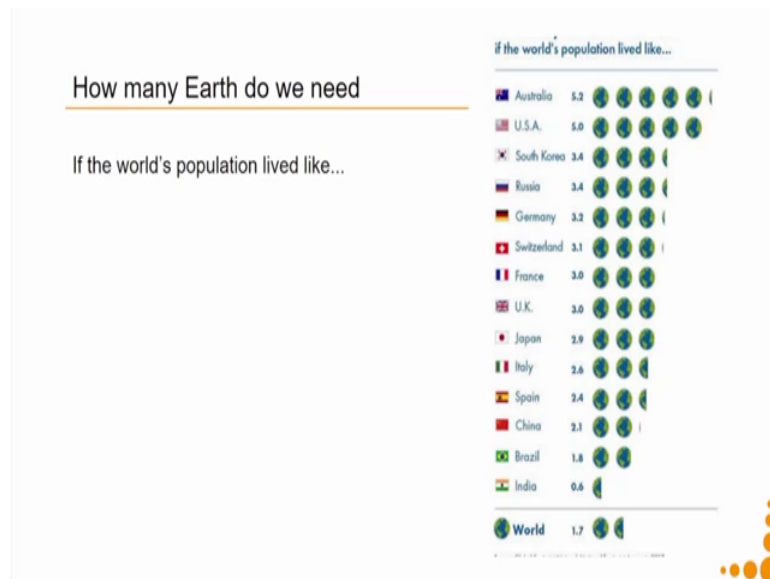 How many Earth do we need
If the world's population lived like...
if the world's population lived like...
Australia 5.2
U.S.A. 5.0
South Korea 3.4
Russia 3.4
Germany 3.2
Switzerland 3.1
France 3.0
U.K. 3.0
Japan 2.9
Italy 2.6
Spain 2.4
China 2.1
Brazil 1.8
India 0.6
World 1.7